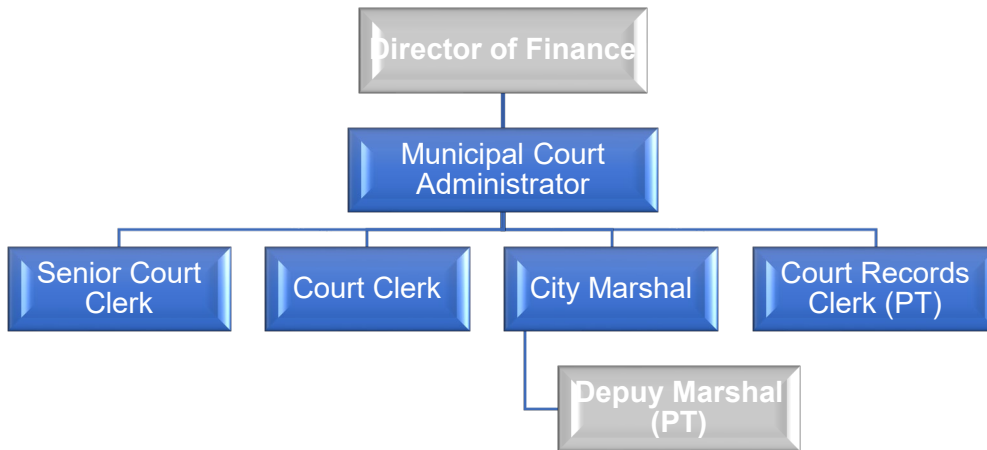 Director of Finance
Municipal Court
Administrator
Senior Court
Clerk
Court Clerk
City Marshal
Court Records
Clerk (PT)
Depuy Marshal
(PT)